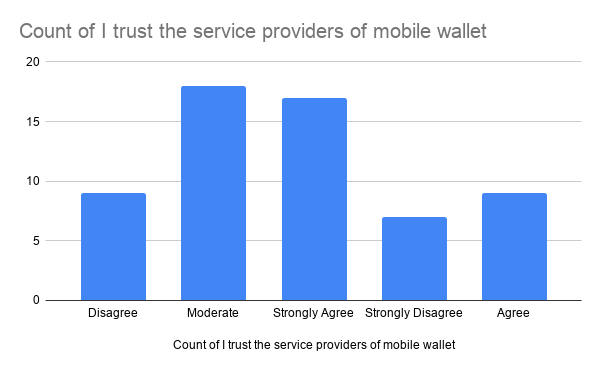 Count of I trust the service providers of mobile wallet
20
15
10
5
0
Disagree Moderate Strongly Agree Strongly Disagree Agree
Count of I trust the service providers of mobile wallet